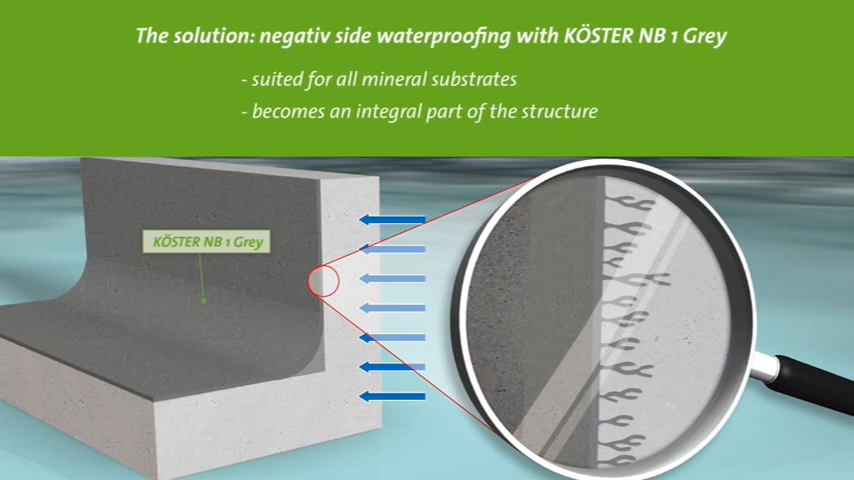 The solution: negativ side waterproofing with KÖSTER NB 1 Grey
- suited for all mineral substrates
- becomes an integral part of the structure
KÖSTER NB 1 Grey